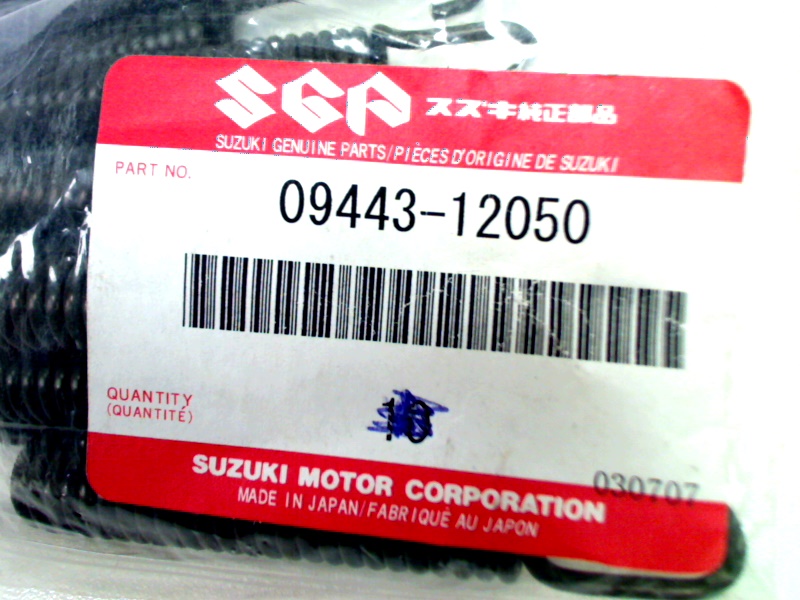 SGP スズキ純正部品
SUZUKI GENUINE PARTS/PIÈCES D'ORIGINE DE SUZUKI
PART NO.
09443-12050
QUANTITY
(QUANTITÉ)
10
SUZUKI MOTOR CORPORATION
030707
MADE IN JAPAN/FABRIQUÉ AU JAPON